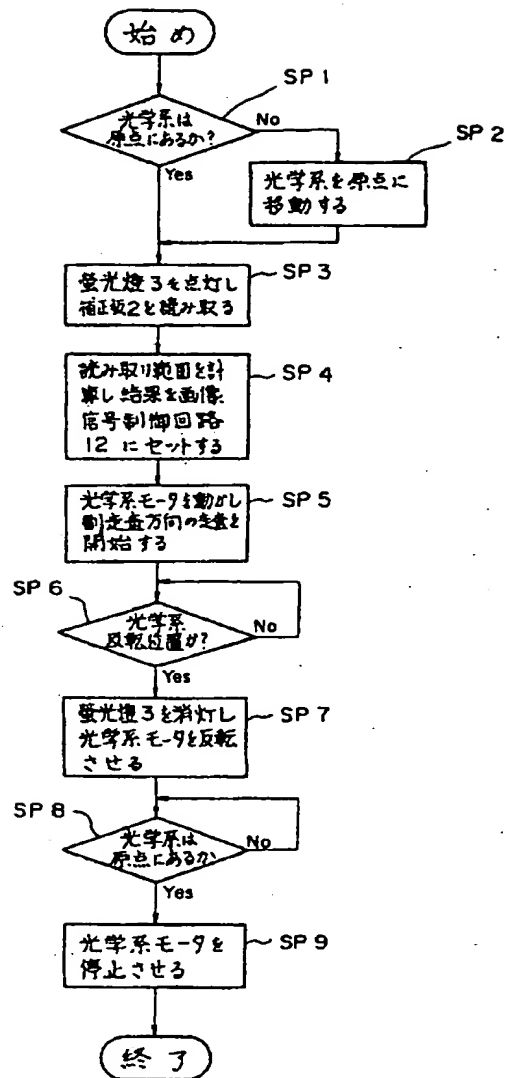 始め
SP 1
光学系は
原点にあるか?
No
Yes
SP 2
光学系を原点に
移動する
SP 3
螢光燈3を点灯し
補正板2を読み取る
SP 4
読み取り範囲を計
算し結果を画像
信号制御回路
12にセットする
SP 5
光学系モータを動かし
副走査方向の走査を
開始する
SP 6
光学系
反転位置か?
No
Yes
SP 7
螢光燈3を消灯し
光学系モータを反転
させる
SP 8
光学系は
原点にあるか
No
Yes
SP 9
光学系モータを
停止させる
終了